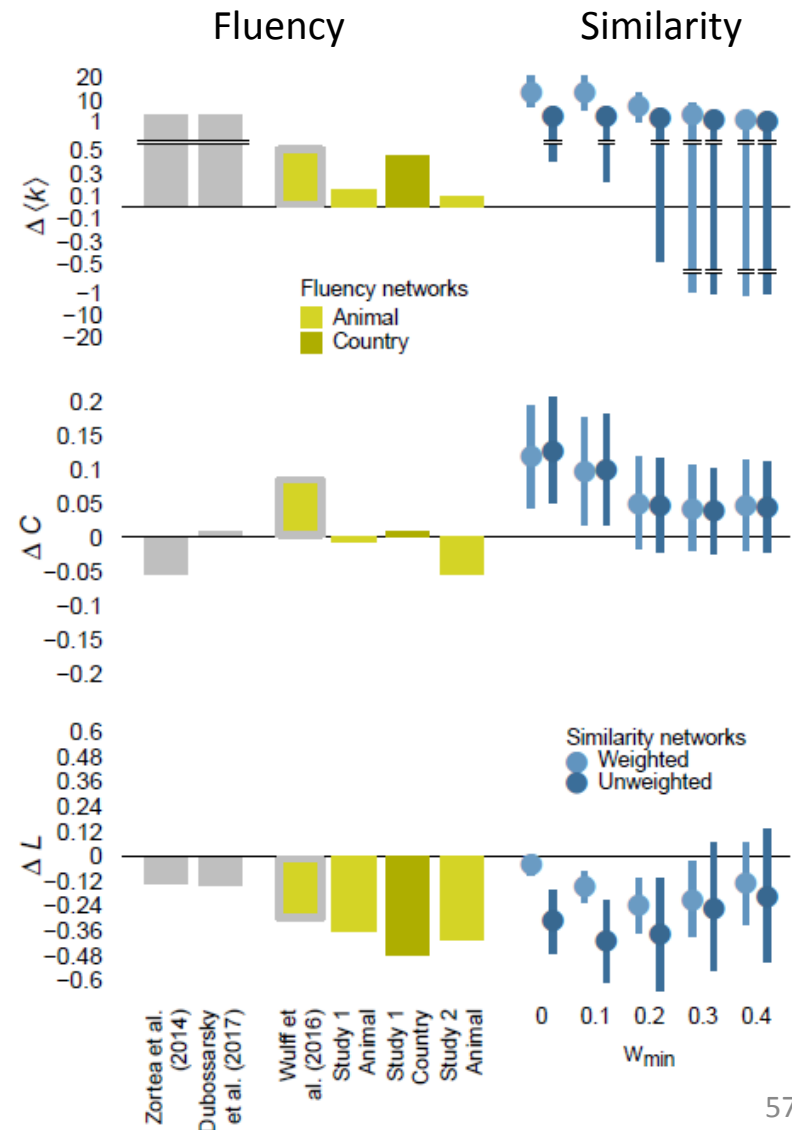 Fluency
Similarity
20
10
1
0.5
0.3
0.1
−0.1
−0.3
−0.5
−1
−10
−20
Δ ⟨k⟩
Fluency networks
Animal
Country
0.2
0.15
0.1
0.05
0
−0.05
−0.1
−0.15
−0.2
Δ C
0.6
0.48
0.36
0.24
0.12
0
−0.12
−0.24
−0.36
−0.48
−0.6
Δ L
Similarity networks
Weighted
Unweighted
Zortea et al.
(2014)
Dubossarsky
et al. (2017)
Wulff et
al. (2016)
Study 1
Animal
Study 1
Country
Study 2
Animal
0 0.1 0.2 0.3 0.4
wmin
57